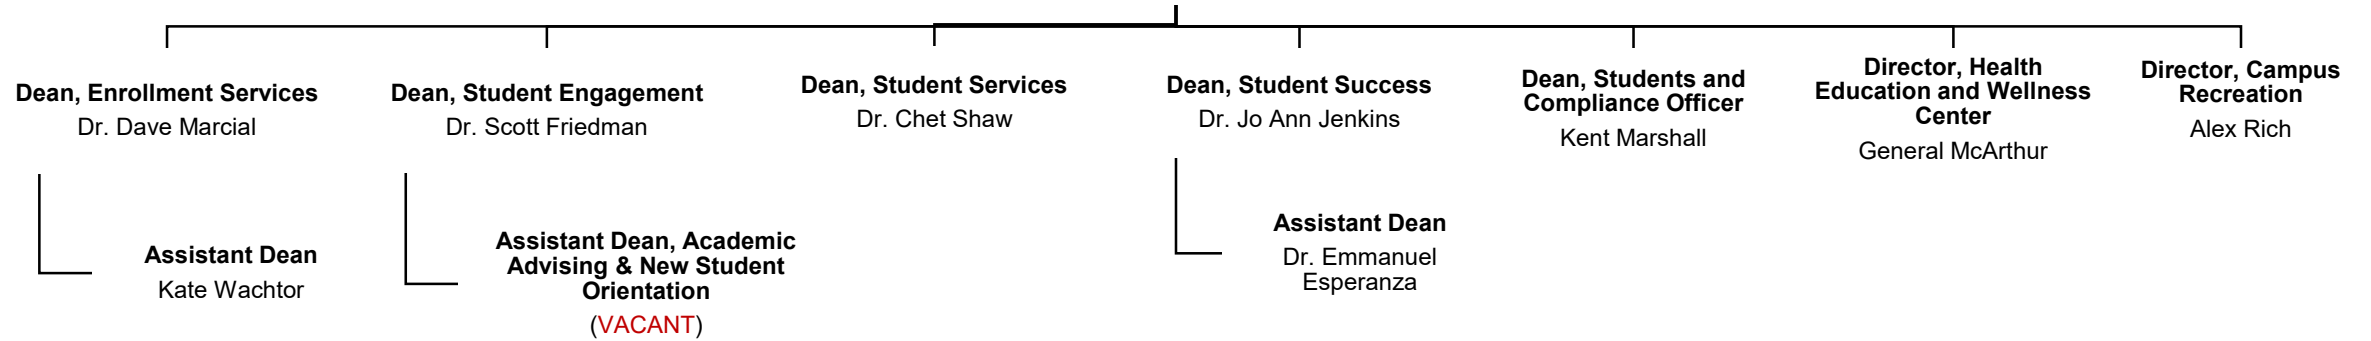 Dean, Enrollment Services
Dr. Dave Marcial
Dean, Student Engagement
Dr. Scott Friedman
Dean, Student Services
Dr. Chet Shaw
Dean, Student Success
Dr. Jo Ann Jenkins
Dean, Students and
Compliance Officer
Kent Marshall
Director, Health
Education and Wellness
Center
General McArthur
Director, Campus
Recreation
Alex Rich
Assistant Dean
Kate Wachtor
Assistant Dean, Academic
Advising & New Student
Orientation
(VACANT)
Assistant Dean
Dr. Emmanuel
Esperanza